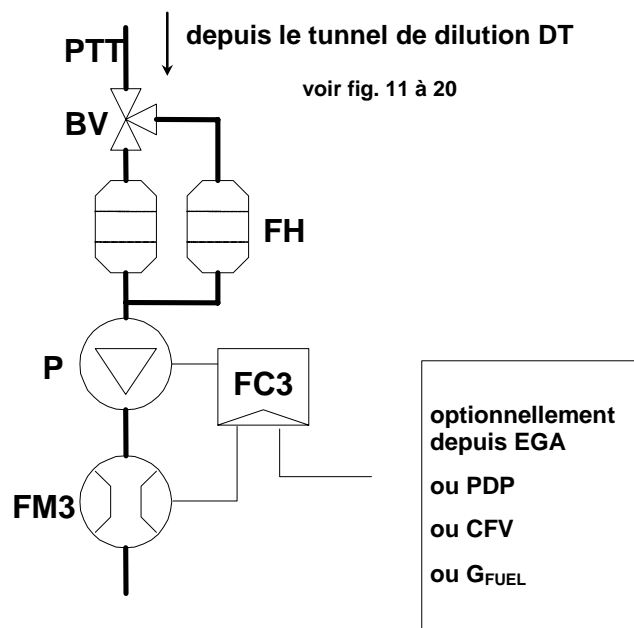 depuis le tunnel de dilution DT
PTT
voir fig. 11 à 20
BV
FH
P
FC3
optionnellement
depuis EGA
ou PDP
FM3
ou CFV
ou GFUEL